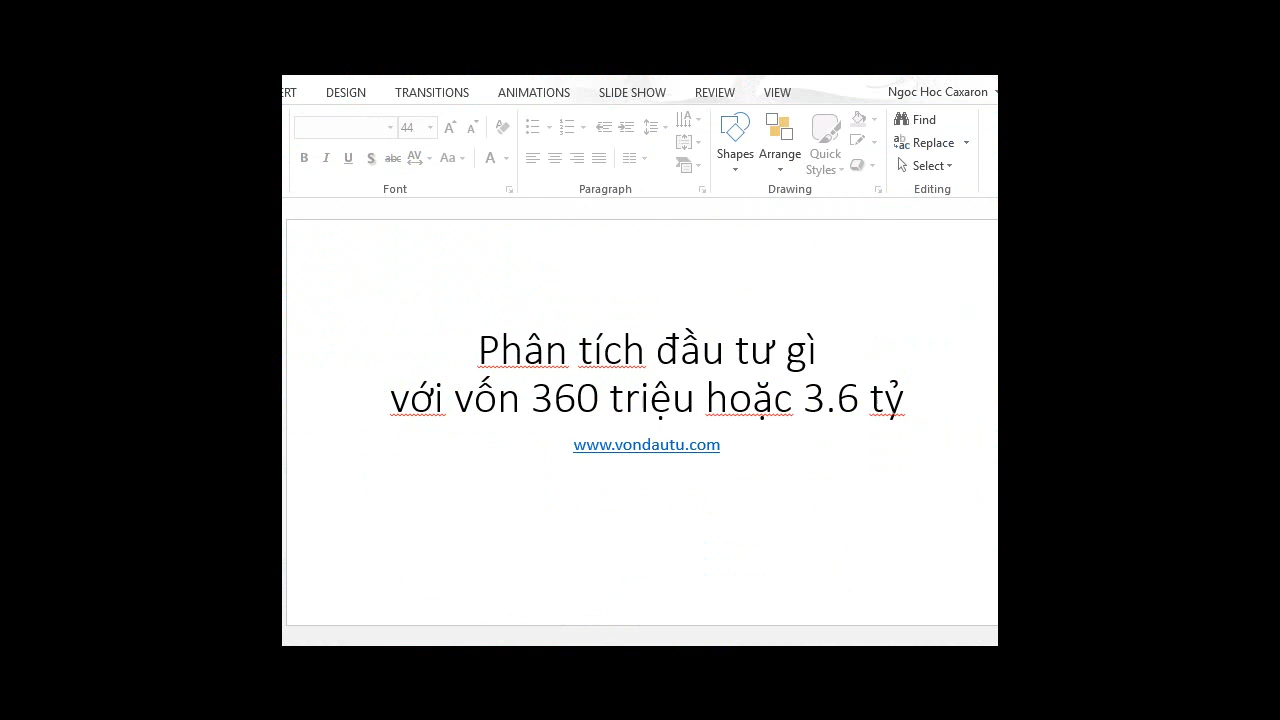 ERT DESIGN TRANSITIONS ANIMATIONS SLIDE SHOW REVIEW VIEW Ngoc Hoc Caxaron
44 A A Find
Shapes Arrange Quick Styles Replace
B I U S abc AV Aa A Select
Font Paragraph Drawing Editing
Phân tích đầu tư gì
với vốn 360 triệu hoặc 3.6 tỷ
www.vondautu.com